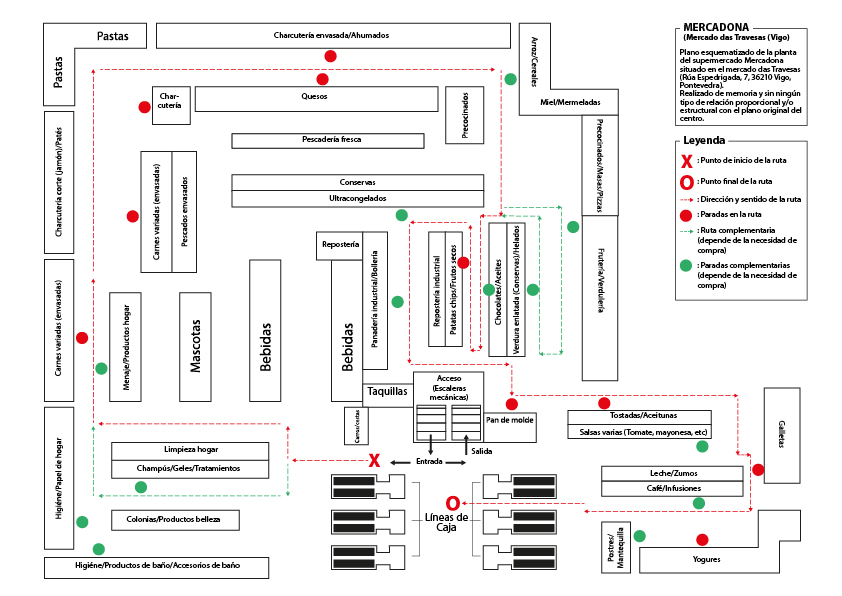 Pastas
Pastas
Charcutería envasada/Ahumados
Arroz/Cereales
Miel/Mermeladas
Char-
cutería
Quesos
Precocinados
Pescadería fresca
Charcutería corte (jamón)/Patés
Carnes variadas (envasadas)
Pescados envasados
Conservas
Ultracongelados
Precocinados/Masas/Pizzas
Frutería/Verdulería
Repostería
Panadería industrial/Bollería
Repostería industrial
Patatas chips/Frutos secos
Chocolates/Aceites
Verdura enlatada (Conservas)/Helados
Carnes variadas (envasadas)
Menaje/Productos hogar
Mascotas
Bebidas
Bebidas
Taquillas
Acceso
(Escaleras
mecánicas)
Carros/cestas
Pan de molde
Salida
Entrada
X
Tostadas/Aceitunas
Salsas varias (Tomate, mayonesa, etc)
Galletas
Higiéne/Papel de hogar
Limpieza hogar
Champús/Geles/Tratamientos
Colonias/Productos belleza
Higiéne/Productos de baño/Accesorios de baño
O
Líneas de
Caja
Leche/Zumos
Café/Infusiones
Postres/
Mantequilla
Yogures
MERCADONA
(Mercado das Travesas (Vigo)
Plano esquematizado de la planta
del supermercado Mercadona
situado en el mercado das Travesas
(Rúa Espedrigada, 7, 36210 Vigo,
Pontevedra).
Realizado de memoria y sin ningún
tipo de relación proporcional y/o
estructural con el plano original del
centro.
Leyenda
X : Punto de inicio de la ruta
O : Punto final de la ruta
: Dirección y sentido de la ruta
: Paradas en la ruta
: Ruta complementaria
(depende de la necesidad de
compra)
: Paradas complementarias
(depende de la necesidad de
compra)